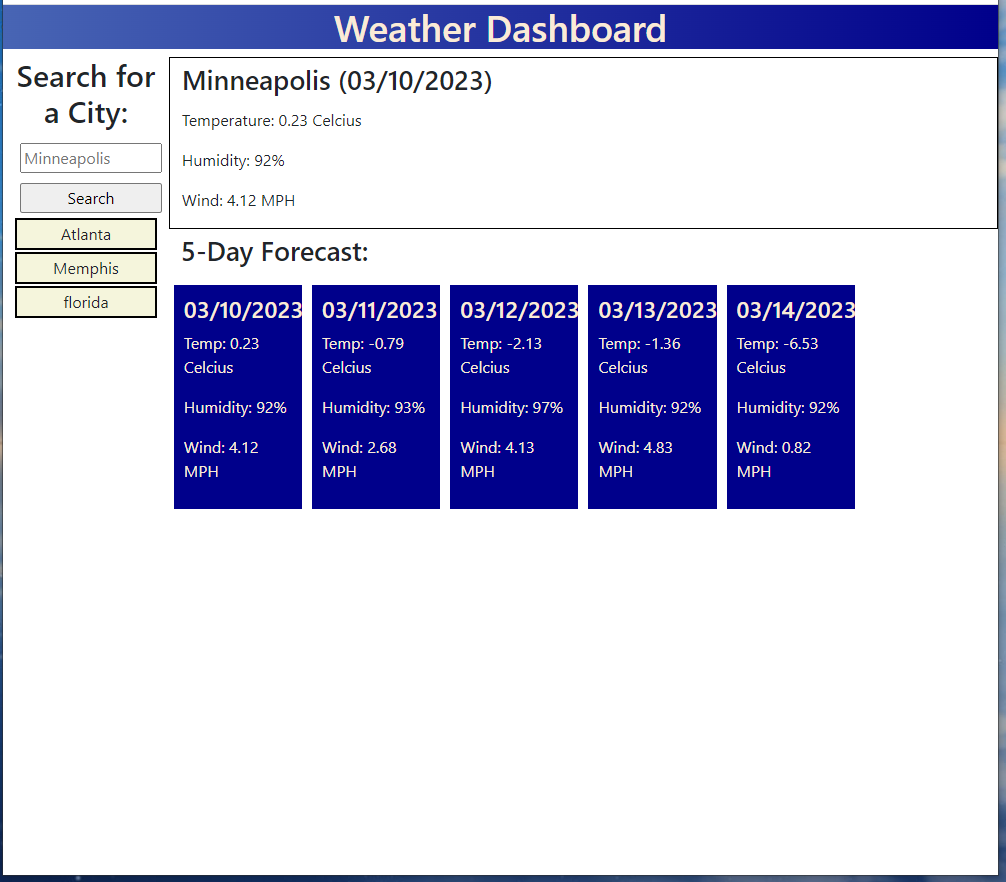 Weather Dashboard
Search for
a City:
Minneapolis
Search
Atlanta
Memphis
florida
Minneapolis (03/10/2023)
Temperature: 0.23 Celcius
Humidity: 92%
Wind: 4.12 MPH
5-Day Forecast:
03/10/2023
Temp: 0.23
Celcius
Humidity: 92%
Wind: 4.12
MPH
03/11/2023
Temp: -0.79
Celcius
Humidity: 93%
Wind: 2.68
MPH
03/12/2023
Temp: -2.13
Celcius
Humidity: 97%
Wind: 4.13
MPH
03/13/2023
Temp: -1.36
Celcius
Humidity: 92%
Wind: 4.83
MPH
03/14/2023
Temp: -6.53
Celcius
Humidity: 92%
Wind: 0.82
MPH